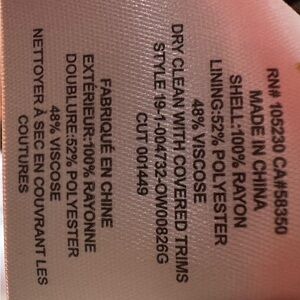 RN# 105230 CA#58350
MADE IN CHINA
SHELL:100% RAYON
LINING:52% POLYESTER
48% VISCOSE
DRY CLEAN WITH COVERED TRIMS
STYLE 19-1-004732-OW00826G
CUT 001449
FABRIQUÉ EN CHINE
EXTÉRIEUR:100% RAYONNE
DOUBLURE:52% POLYESTER
48% VISCOSE
NETTOYER À SEC EN COUVRANT LES
COUTURES